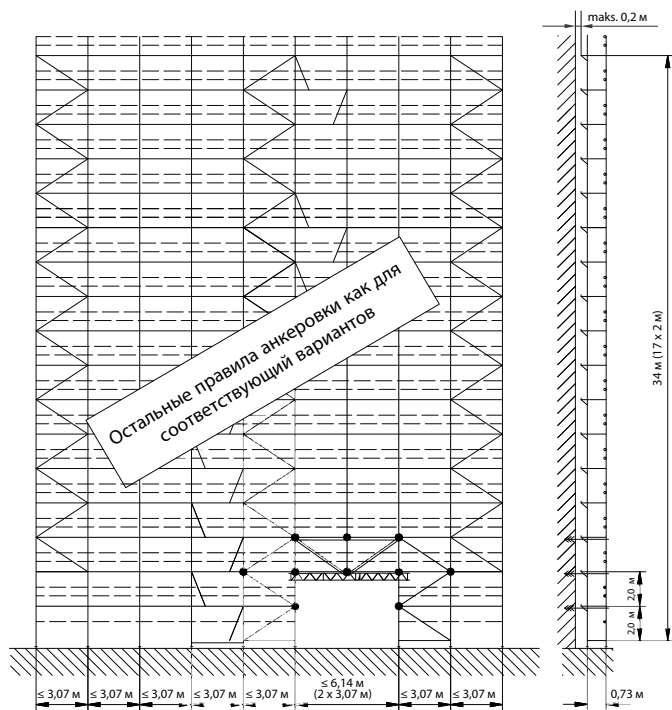 maks. 0,2 м
Остальные правила анкеровки как для
соответствующий вариантов
34 м (17 x 2 м)
2,0 м
2,0 м
≤ 3,07 м
≤ 3,07 м
≤ 3,07 м
≤ 3,07 м
≤ 3,07 м
≤ 6,14 м
(2 x 3,07 м)
≤ 3,07 м
≤ 3,07 м
0,73 м